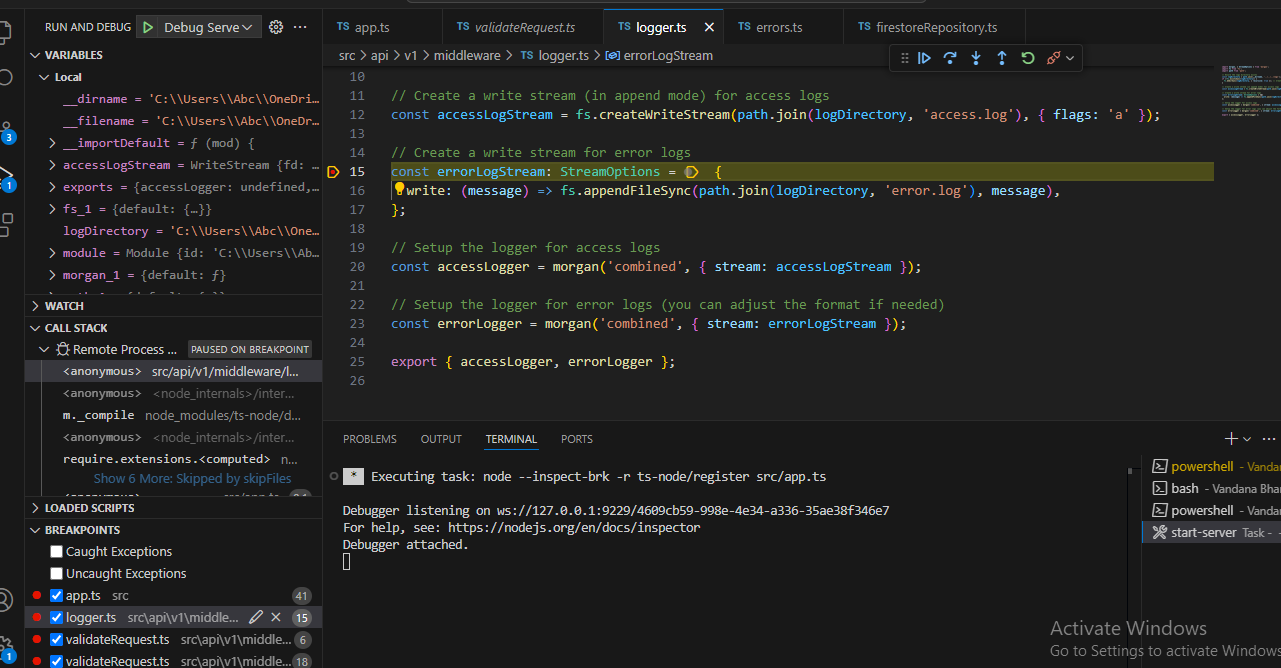 RUN AND DEBUG Debug Serve
VARIABLES
Local
__dirname = 'C:\\Users\\Abc\\OneDri…
__filename = 'C:\\Users\\Abc\\OneD…
__importDefault = ƒ (mod) {
accessLogStream = WriteStream {fd: …
exports = {accessLogger: undefined,…
fs_1 = {default: {…}}
logDirectory = 'C:\\Users\\Abc\\One…
module = Module {id: 'C:\\Users\\Ab…
morgan_1 = {default: ƒ}
WATCH
CALL STACK
Remote Process ... PAUSED ON BREAKPOINT
<anonymous> src/api/v1/middleware/l...
<anonymous> <node_internals>/inter...
m._compile node_modules/ts-node/d...
<anonymous> <node_internals>/inter...
require.extensions.<computed> n...
Show 6 More: Skipped by skipFiles
LOADED SCRIPTS
BREAKPOINTS
Caught Exceptions
Uncaught Exceptions
app.ts src 41
logger.ts src\api\v1\middle... 15
validateRequest.ts src\api\v1\middle... 6
validateRequest.ts src\api\v1\middle... 18
3
1
1
TS app.ts TS validateRequest.ts TS logger.ts TS errors.ts TS firestoreRepository.ts
src > api > v1 > middleware > TS logger.ts > errorLogStream
10
11 // Create a write stream (in append mode) for access logs
12 const accessLogStream = fs.createWriteStream(path.join(logDirectory, 'access.log'), { flags: 'a' });
13
14 // Create a write stream for error logs
15 const errorLogStream: StreamOptions = {
16 write: (message) => fs.appendFileSync(path.join(logDirectory, 'error.log'), message),
17 };
18
19 // Setup the logger for access logs
20 const accessLogger = morgan('combined', { stream: accessLogStream });
21
22 // Setup the logger for error logs (you can adjust the format if needed)
23 const errorLogger = morgan('combined', { stream: errorLogStream });
24
25 export { accessLogger, errorLogger };
26
PROBLEMS OUTPUT TERMINAL PORTS
* Executing task: node --inspect-brk -r ts-node/register src/app.ts
Debugger listening on ws://127.0.0.1:9229/4609cb59-998e-4e34-a336-35ae38f346e7
For help, see: https://nodejs.org/en/docs/inspector
Debugger attached.
powershell - Vandan
bash - Vandana Bhar
powershell - Vandan
start-server Task -
Activate Windows
Go to Settings to activate Windows